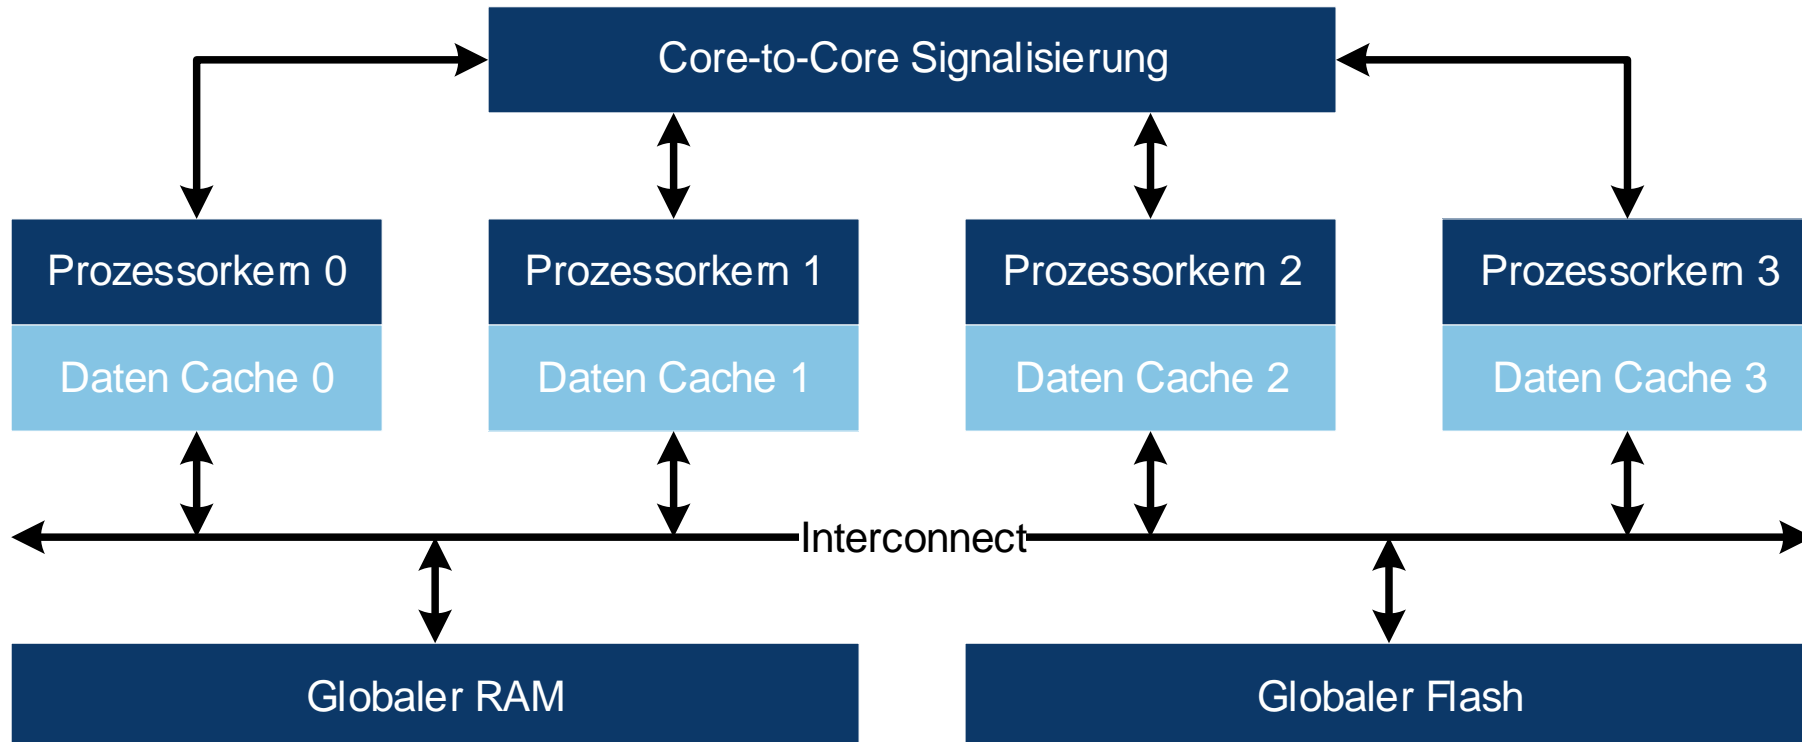 Core-to-Core Signalisierung
Prozessorkern 0
Prozessorkern 1
Prozessorkern 2
Prozessorkern 3
Daten Cache 0
Daten Cache 1
Daten Cache 2
Daten Cache 3
Interconnect
Globaler RAM
Globaler Flash